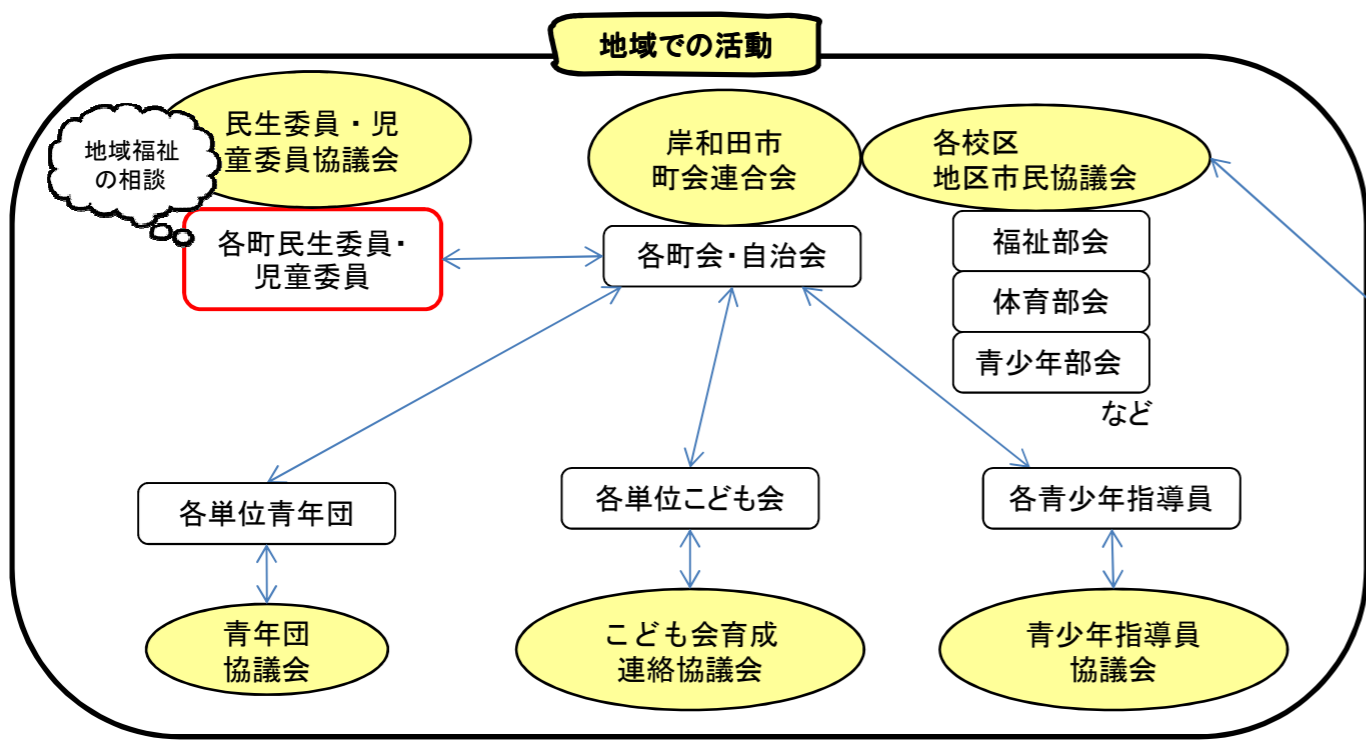 地域での活動
民生委員・児
童委員協議会
地域福祉
の相談
各町民生委員・
児童委員
岸和田市
町会連合会
各町会・自治会
各校区
地区市民協議会
福祉部会
体育部会
青少年部会
など
各単位青年団
各単位こども会
各青少年指導員
青年団
協議会
こども会育成
連絡協議会
青少年指導員
協議会